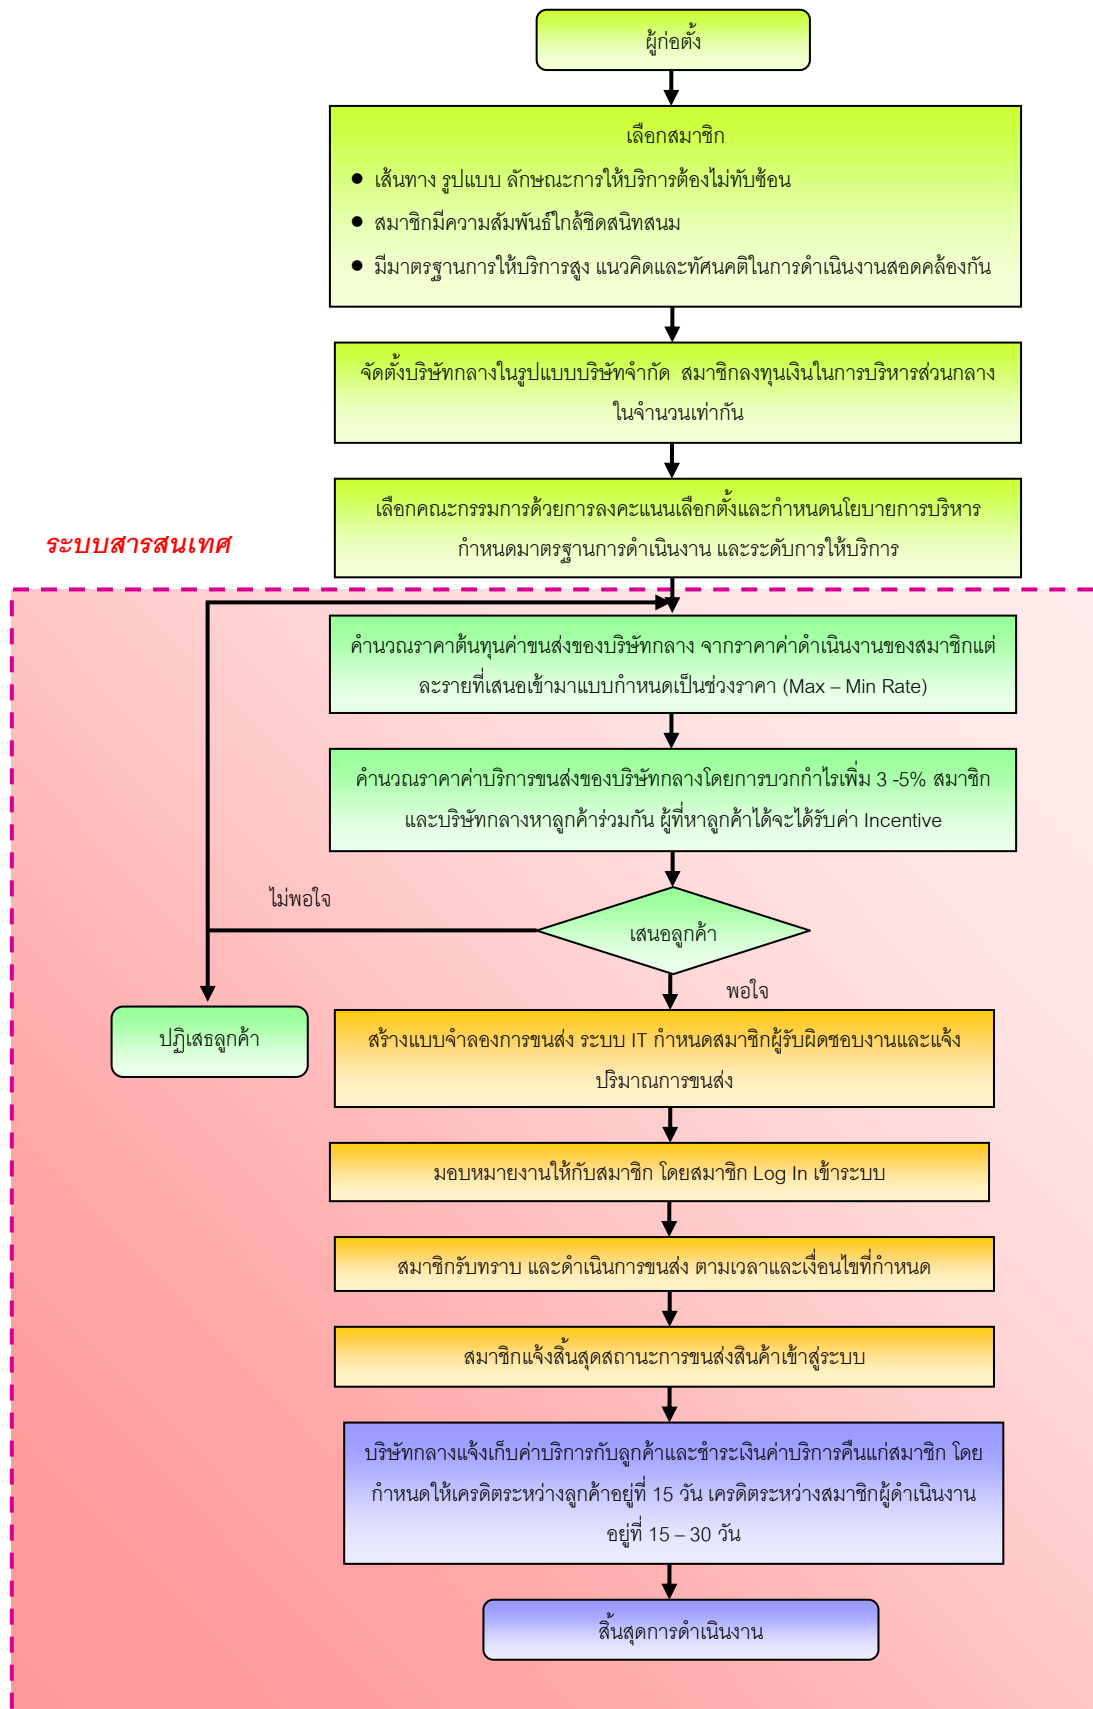 ผู้ก่อตั้ง
เลือกสมาชิก
● เส้นทาง รูปแบบ ลักษณะการให้บริการต้องไม่ทับซ้อน
● สมาชิกมีความสัมพันธ์ใกล้ชิดสนิทสนม
● มีมาตรฐานการให้บริการสูง แนวคิดและทัศนคติในการดำเนินงานสอดคล้องกัน
จัดตั้งบริษัทกลางในรูปแบบบริษัทจำกัด สมาชิกลงทุนเงินในการบริหารส่วนกลาง
ในจำนวนเท่ากัน
เลือกคณะกรรมการด้วยการลงคะแนนเลือกตั้งและกำหนดนโยบายการบริหาร
กำหนดมาตรฐานการดำเนินงาน และระดับการให้บริการ
ระบบสารสนเทศ
คำนวณราคาต้นทุนค่าขนส่งของบริษัทกลาง จากราคาค่าดำเนินงานของสมาชิกแต่
ละรายที่เสนอเข้ามาแบบกำหนดเป็นช่วงราคา (Max – Min Rate)
คำนวณราคาค่าบริการขนส่งของบริษัทกลางโดยการบวกกำไรเพิ่ม 3 -5% สมาชิก
และบริษัทกลางหาลูกค้าร่วมกัน ผู้ที่หาลูกค้าได้จะได้รับค่า Incentive
ไม่พอใจ
เสนอลูกค้า
พอใจ
ปฏิเสธลูกค้า
สร้างแบบจำลองการขนส่ง ระบบ IT กำหนดสมาชิกผู้รับผิดชอบงานและแจ้ง
ปริมาณการขนส่ง
มอบหมายงานให้กับสมาชิก โดยสมาชิก Log In เข้าระบบ
สมาชิกรับทราบ และดำเนินการขนส่ง ตามเวลาและเงื่อนไขที่กำหนด
สมาชิกแจ้งสิ้นสุดสถานะการขนส่งสินค้าเข้าสู่ระบบ
บริษัทกลางแจ้งเก็บค่าบริการกับลูกค้าและชำระเงินค่าบริการคืนแก่สมาชิก โดย
กำหนดให้เครดิตระหว่างลูกค้าอยู่ที่ 15 วัน เครดิตระหว่างสมาชิกผู้ดำเนินงาน
อยู่ที่ 15 – 30 วัน
สิ้นสุดการดำเนินงาน